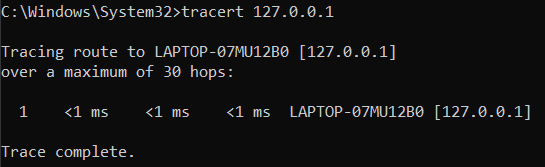 C:\Windows\System32>tracert 127.0.0.1
Tracing route to LAPTOP-07MU12B0 [127.0.0.1]
over a maximum of 30 hops:
1 <1 ms <1 ms <1 ms LAPTOP-07MU12B0 [127.0.0.1]
Trace complete.